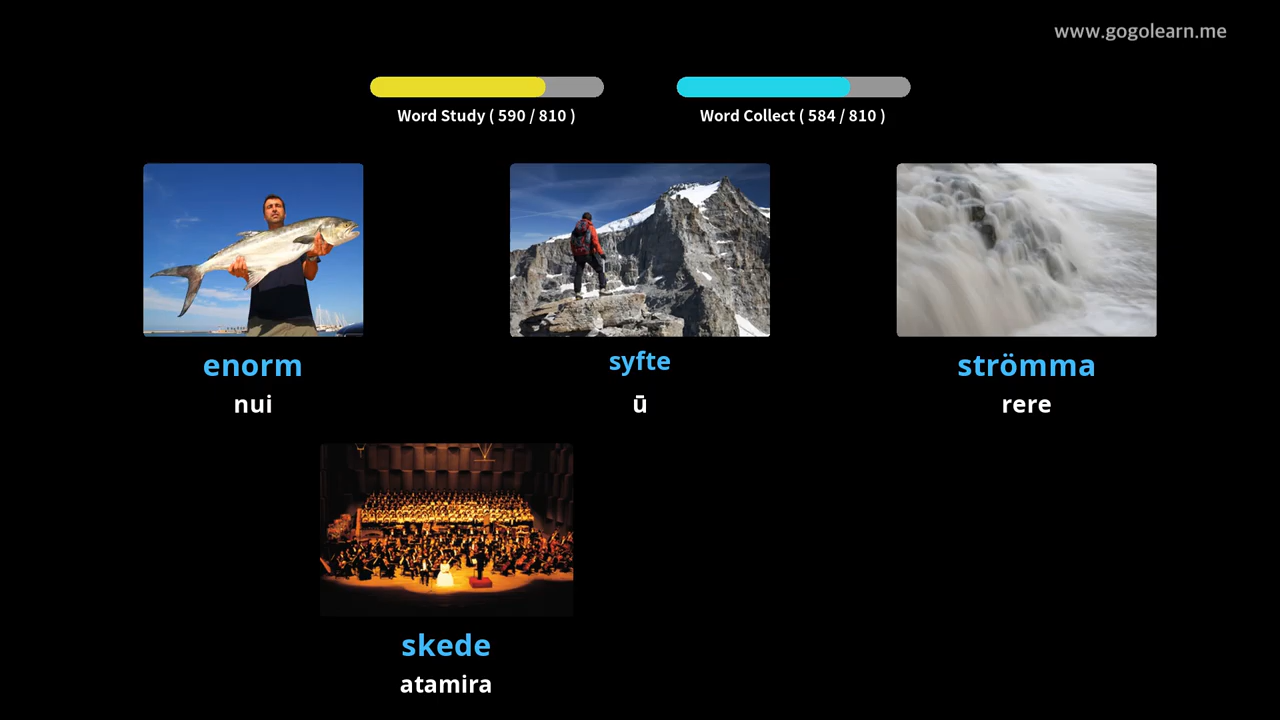 www.gogolearn.me
Word Study ( 590 / 810 )
Word Collect ( 584 / 810 )
enorm
nui
syfte
ū
strömma
rere
skede
atamira